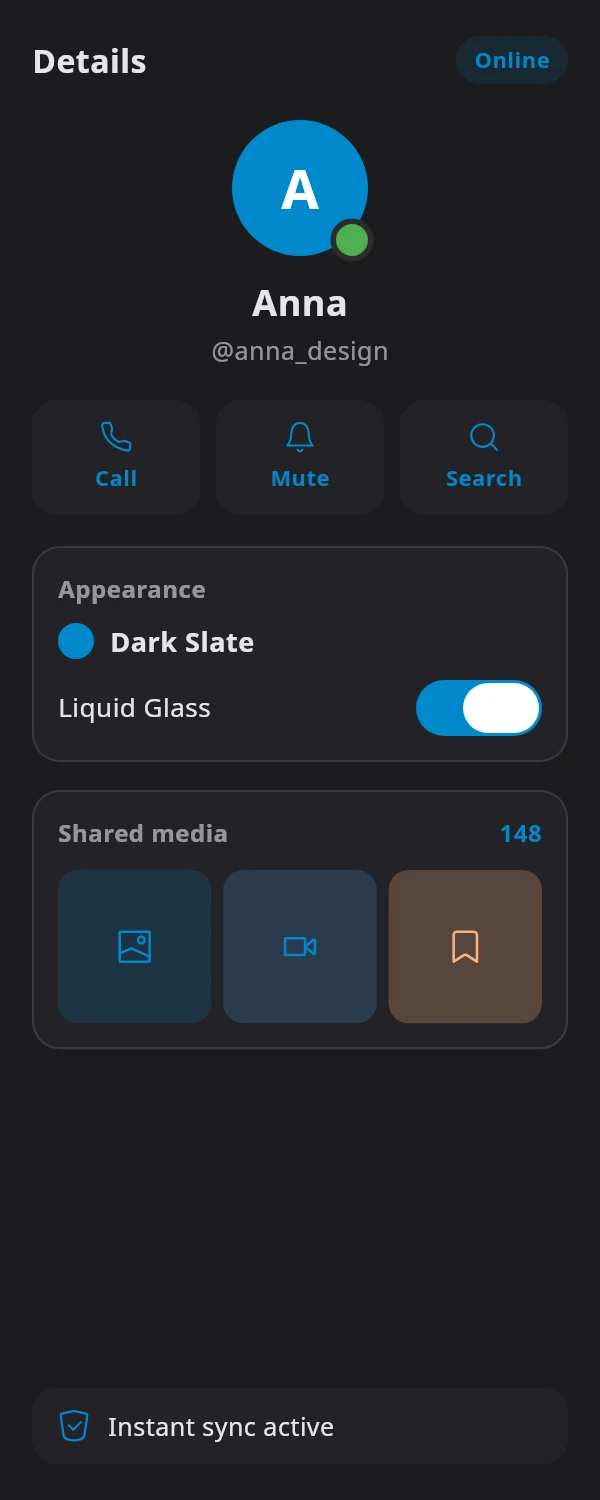 Details
Online
A
Anna
@anna_design
Call
Mute
Search
Appearance
Dark Slate
Liquid Glass
Shared media
148
Instant sync active